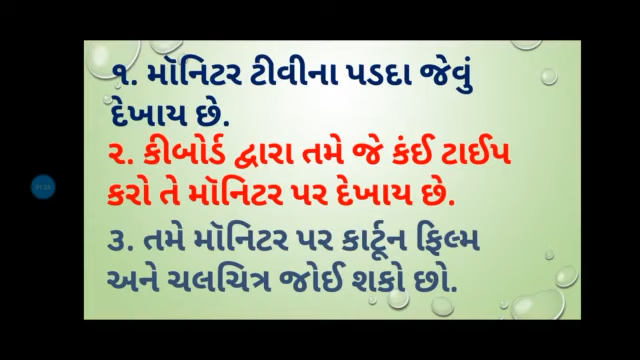 ૧. મૉનિટર ટીવીના પડદા જેવું
દેખાય છે.
૨. કીબોર્ડ દ્વારા તમે જે કંઈ ટાઈપ
કરો તે મૉનિટર પર દેખાય છે.
૩. તમે મૉનિટર પર કાર્ટૂન ફિલ્મ
અને ચલચિત્ર જોઈ શકો છો.